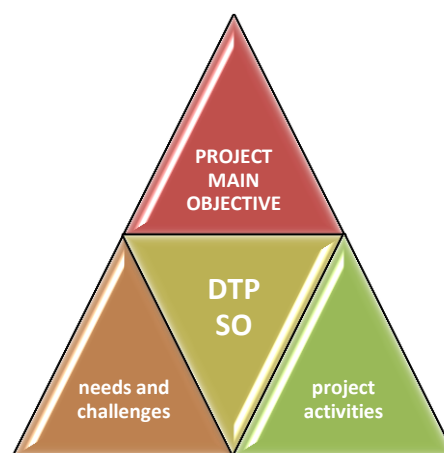 PROJECT
MAIN
OBJECTIVE
DTP
SO
needs and
challenges
project
activities